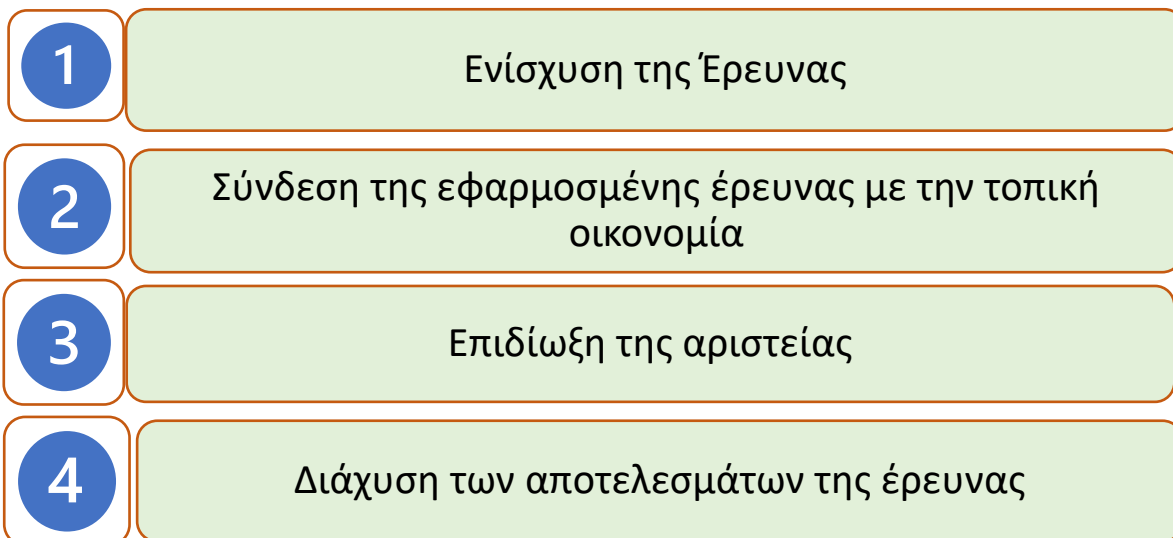 1
Ενίσχυση της Έρευνας
2
Σύνδεση της εφαρμοσμένης έρευνας με την τοπική
οικονομία
3
Επιδίωξη της αριστείας
4
Διάχυση των αποτελεσμάτων της έρευνας